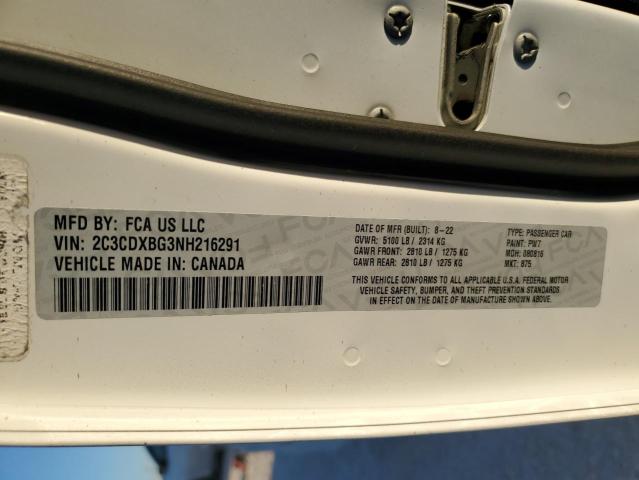 MFD BY: FCA US LLC
VIN: 2C3CDXBG3NH216291
VEHICLE MADE IN: CANADA
DATE OF MFR (BUILT): 8-22
GVWR: 5100 LB / 2314 KG
GAWR FRONT: 2810 LB / 1275 KG
GAWR REAR: 2810 LB / 1275 KG
TYPE: PASSENGER CAR
PAINT: PW7
MDH: 080816
MKT: 875
THIS VEHICLE CONFORMS TO ALL APPLICABLE U.S.A. FEDERAL MOTOR
VEHICLE SAFETY, BUMPER, AND THEFT PREVENTION STANDARDS
IN EFFECT ON THE DATE OF MANUFACTURE SHOWN ABOVE.